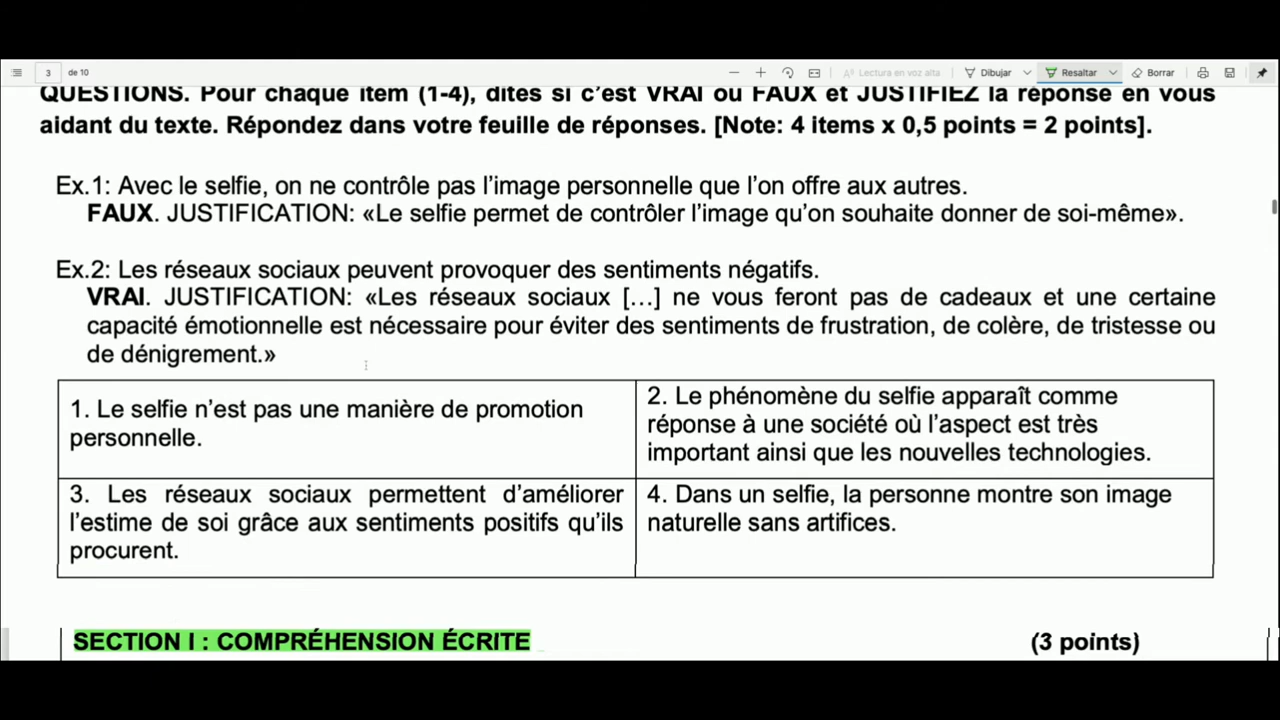 3 de 10 Lectura en voz alta Dibujar Resaltar Borrar
QUESTIONS. Pour chaque item (1-4), dites si c'est VRAI ou FAUX et JUSTIFIEZ la réponse en vous
aidant du texte. Répondez dans votre feuille de réponses. [Note: 4 items x 0,5 points = 2 points].
Ex.1: Avec le selfie, on ne contrôle pas l'image personnelle que l'on offre aux autres.
FAUX. JUSTIFICATION: «Le selfie permet de contrôler l'image qu'on souhaite donner de soi-même».
Ex.2: Les réseaux sociaux peuvent provoquer des sentiments négatifs.
VRAI. JUSTIFICATION: «Les réseaux sociaux […] ne vous feront pas de cadeaux et une certaine
capacité émotionnelle est nécessaire pour éviter des sentiments de frustration, de colère, de tristesse ou
de dénigrement.»
1. Le selfie n'est pas une manière de promotion
personnelle.
2. Le phénomène du selfie apparaît comme
réponse à une société où l'aspect est très
important ainsi que les nouvelles technologies.
3. Les réseaux sociaux permettent d'améliorer
l'estime de soi grâce aux sentiments positifs qu'ils
procurent.
4. Dans un selfie, la personne montre son image
naturelle sans artifices.
SECTION I : COMPRÉHENSION ÉCRITE (3 points)